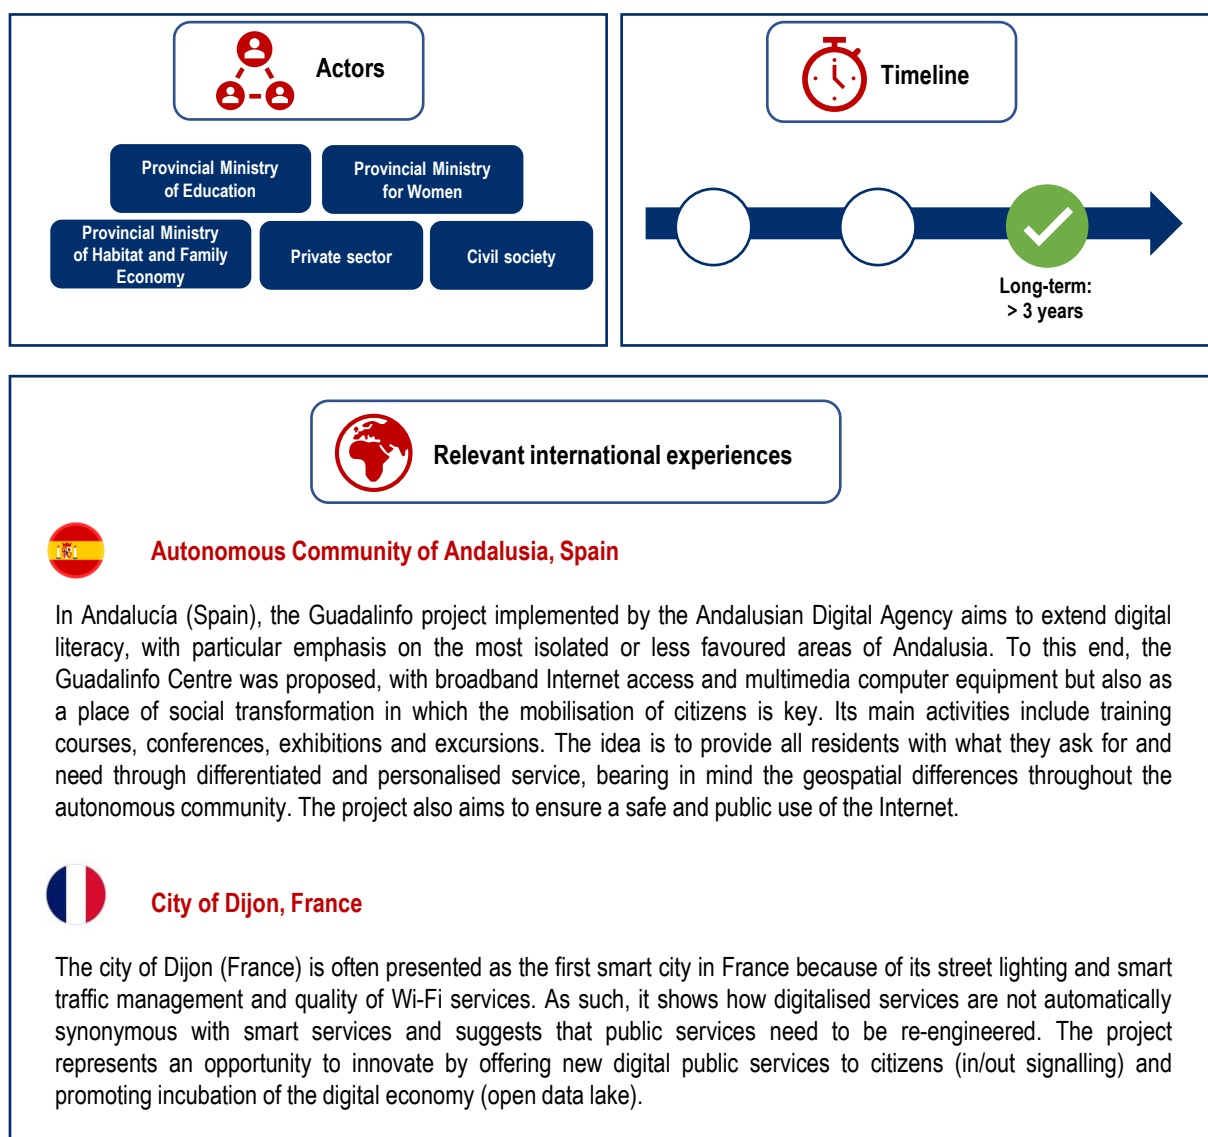 Actors
Provincial Ministry
of Education
Provincial Ministry
for Women
Provincial Ministry
of Habitat and Family
Economy
Private sector
Civil society
Timeline
Long-term:
> 3 years
Relevant international experiences
Autonomous Community of Andalusia, Spain
In Andalucía (Spain), the Guadalinfo project implemented by the Andalusian Digital Agency aims to extend digital
literacy, with particular emphasis on the most isolated or less favoured areas of Andalusia. To this end, the
Guadalinfo Centre was proposed, with broadband Internet access and multimedia computer equipment but also as
a place of social transformation in which the mobilisation of citizens is key. Its main activities include training
courses, conferences, exhibitions and excursions. The idea is to provide all residents with what they ask for and
need through differentiated and personalised service, bearing in mind the geospatial differences throughout the
autonomous community. The project also aims to ensure a safe and public use of the Internet.
City of Dijon, France
The city of Dijon (France) is often presented as the first smart city in France because of its street lighting and smart
traffic management and quality of Wi-Fi services. As such, it shows how digitalised services are not automatically
synonymous with smart services and suggests that public services need to be re-engineered. The project
represents an opportunity to innovate by offering new digital public services to citizens (in/out signalling) and
promoting incubation of the digital economy (open data lake).